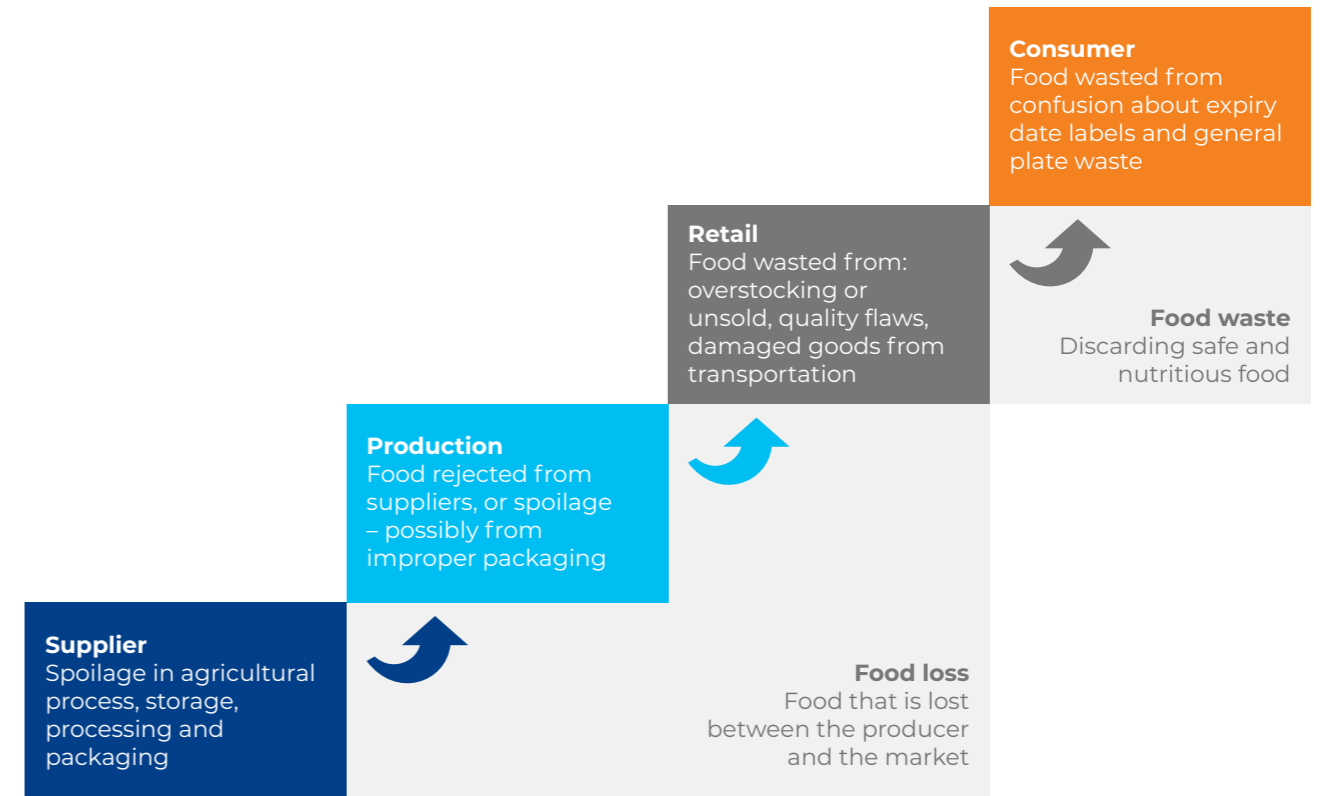 Consumer
Food wasted from
confusion about expiry
date labels and general
plate waste
Retail
Food wasted from:
overstocking or
unsold, quality flaws,
damaged goods from
transportation
Food waste
Discarding safe and
nutritious food
Production
Food rejected from
suppliers, or spoilage
– possibly from
improper packaging
Supplier
Spoilage in agricultural
process, storage,
processing and
packaging
Food loss
Food that is lost
between the producer
and the market